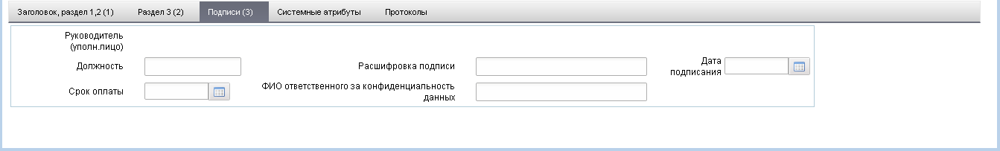 Заголовок, раздел 1,2 (1) Раздел 3 (2) Подписи (3) Системные атрибуты Протоколы
Руководитель
(уполн.лицо)
Должность Расшифровка подписи Дата
подписания
Срок оплаты ФИО ответственного за конфиденциальность
данных